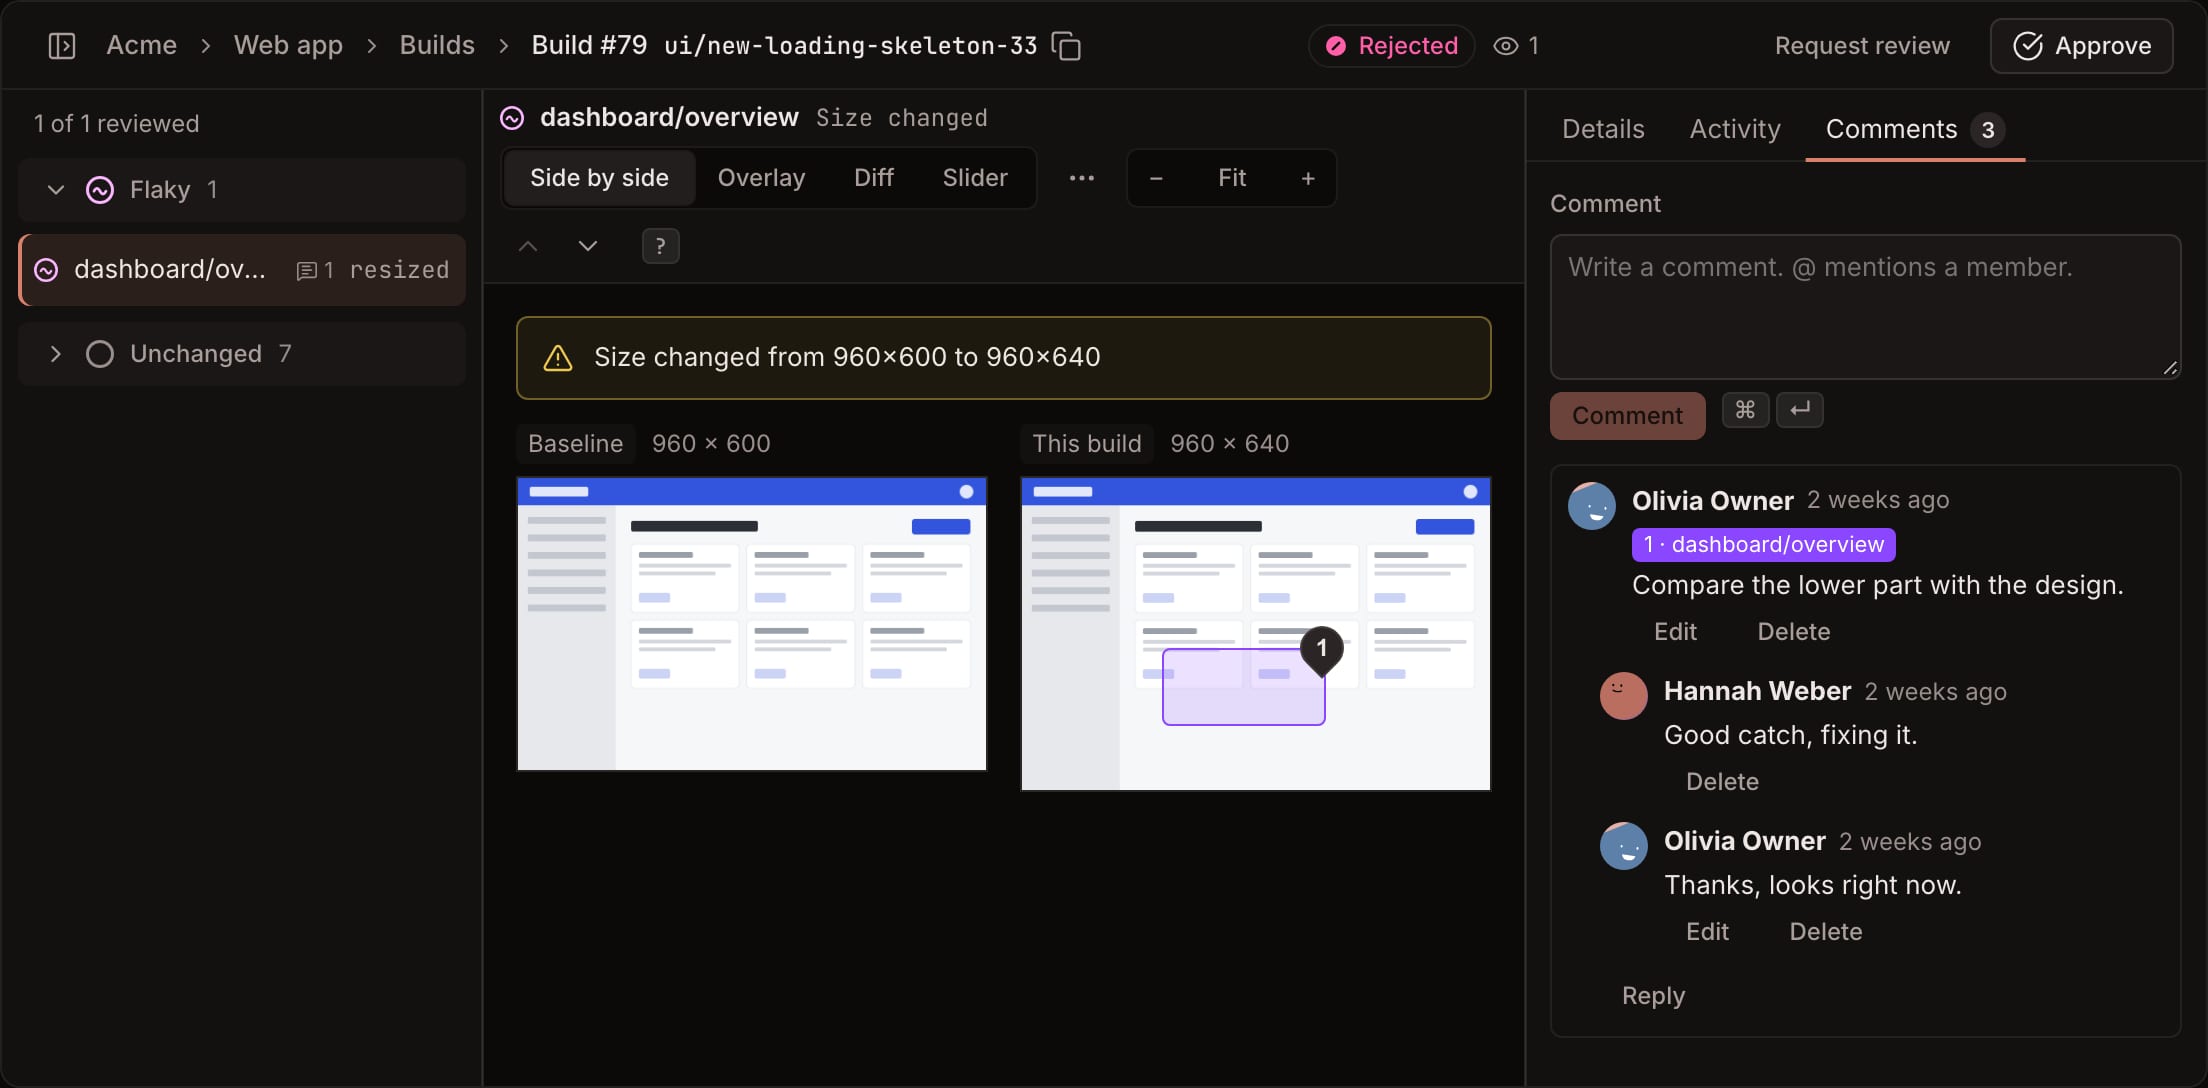 Acme > Web app > Builds > Build #79 ui/new-loading-skeleton-33
Rejected 1
Request review
Approve
1 of 1 reviewed
Flaky 1
dashboard/ov... 1 resized
Unchanged 7
dashboard/overview Size changed
Side by side Overlay Diff Slider ... − Fit +
?
Size changed from 960×600 to 960×640
Baseline 960 × 600
This build 960 × 640
1
Details Activity Comments 3
Comment
Write a comment. @ mentions a member.
Comment ⌘ ↵
Olivia Owner 2 weeks ago
1 · dashboard/overview
Compare the lower part with the design.
Edit Delete
Hannah Weber 2 weeks ago
Good catch, fixing it.
Delete
Olivia Owner 2 weeks ago
Thanks, looks right now.
Edit Delete
Reply